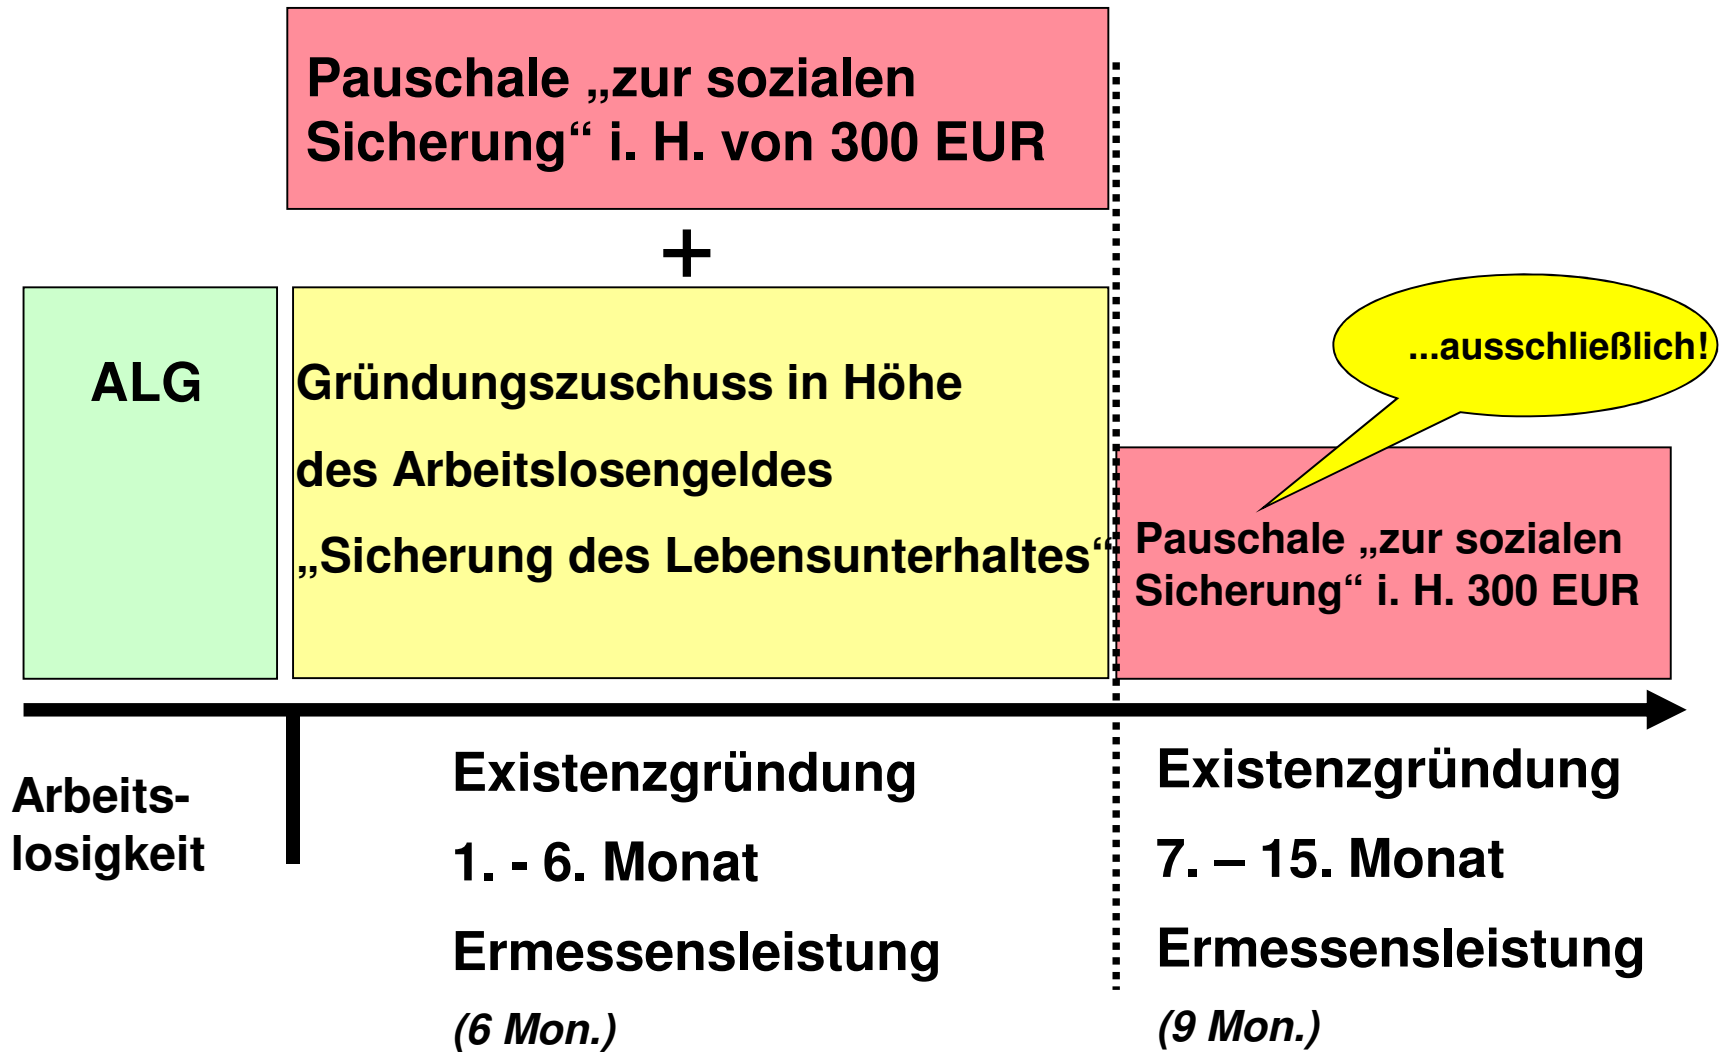 Pauschale „zur sozialen
Sicherung“ i. H. von 300 EUR
+
ALG
Gründungszuschuss in Höhe
des Arbeitslosengeldes
„Sicherung des Lebensunterhaltes“
...ausschließlich!
Pauschale „zur sozialen
Sicherung“ i. H. 300 EUR
Arbeits-
losigkeit
Existenzgründung
1. - 6. Monat
Ermessensleistung
(6 Mon.)
Existenzgründung
7. – 15. Monat
Ermessensleistung
(9 Mon.)